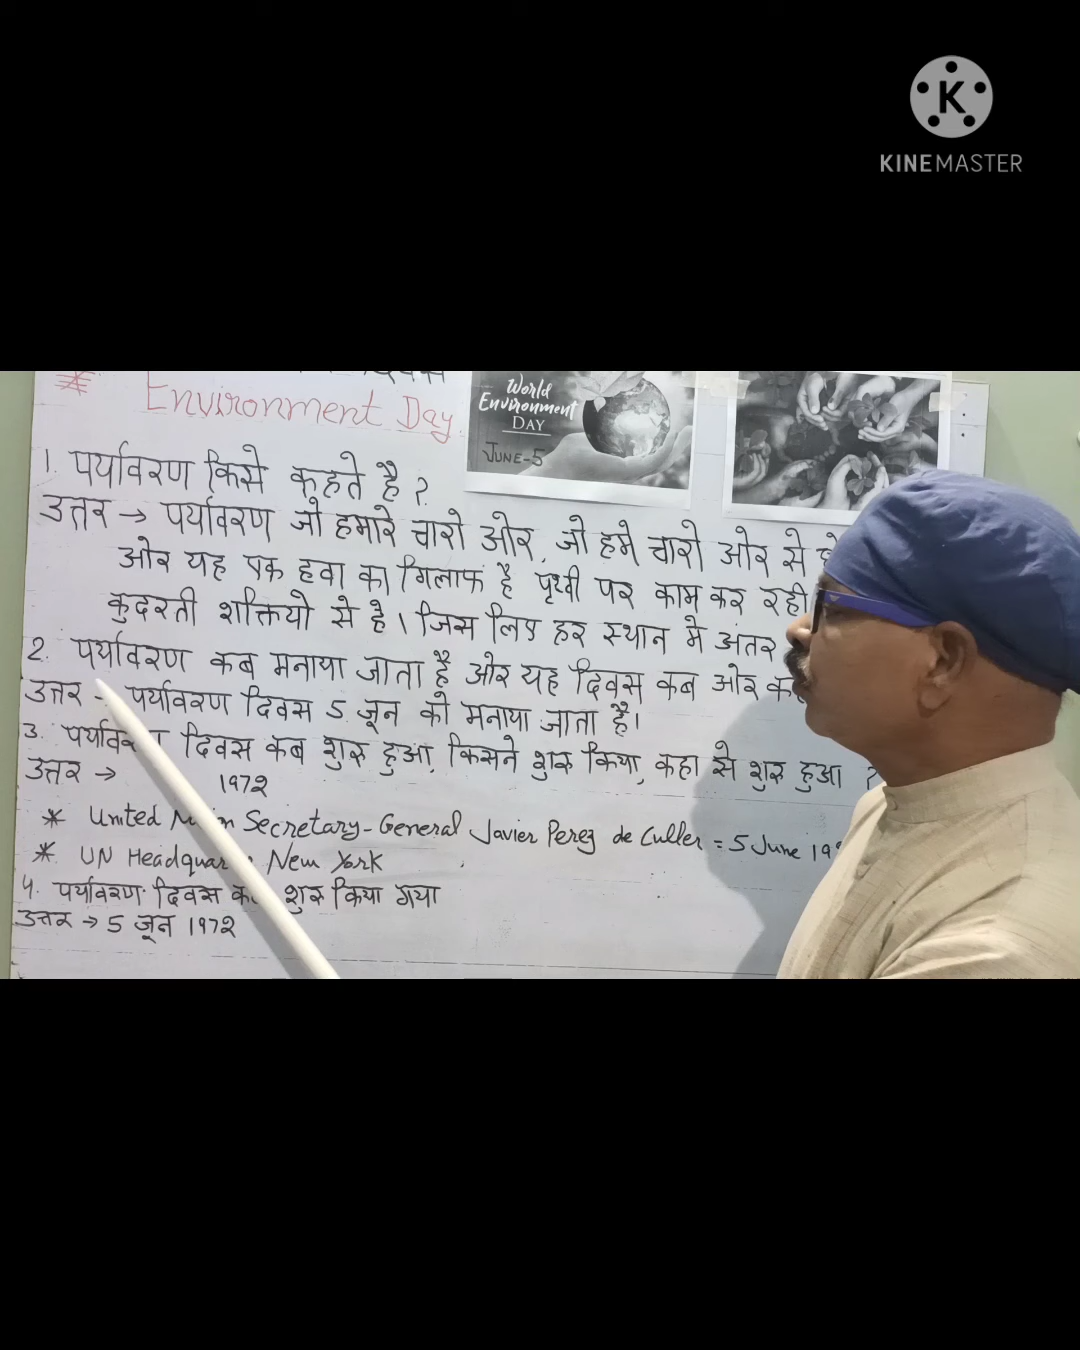 KINEMASTER
Environment Day
World
Environment
DAY
JUNE-5
1. पर्यावरण किसे कहते है ?
उत्तर → पर्यावरण जो हमारे चारो ओर, जो हमे चारो ओर से
ओर यह एक हवा का गिलाफ है पृथ्वी पर काम कर रही
कुदरती शक्तियो से है। जिस लिए हर स्थान मे अंतर
2. पर्यावरण कब मनाया जाता है ओर यह दिवस कब ओर
उत्तर - पर्यावरण दिवस 5 जून को मनाया जाता है।
3. दिवस कब शुरू हुआ, किसने शुरू किया, कहा से शुरू हुआ ?
उत्तर →
1972
* United Secretary-General Javier Perez de Culler = 5 June
* UN New York
4. पर्यावरण दिवस शुरू किया गया
उत्तर → 5 जून 1972